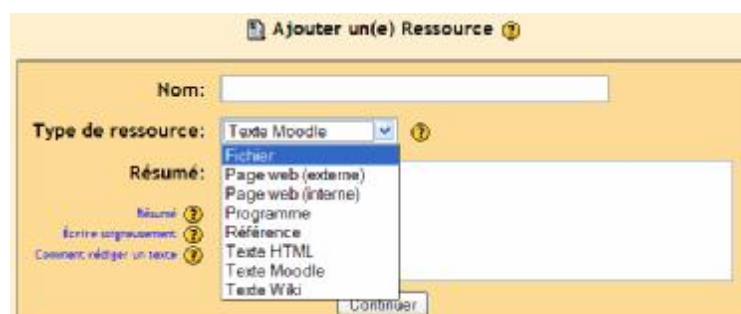 Ajouter un(e) Ressource
Nom:
Type de ressource: Texte Moodle
Fichier
Résumé:
Page web (externe)
Page web (interne)
Programme
Référence
Texte HTML
Texte Moodle
Texte Wiki
Résumé
Écrire soigneusement
Comment rédiger un texte
Continuer